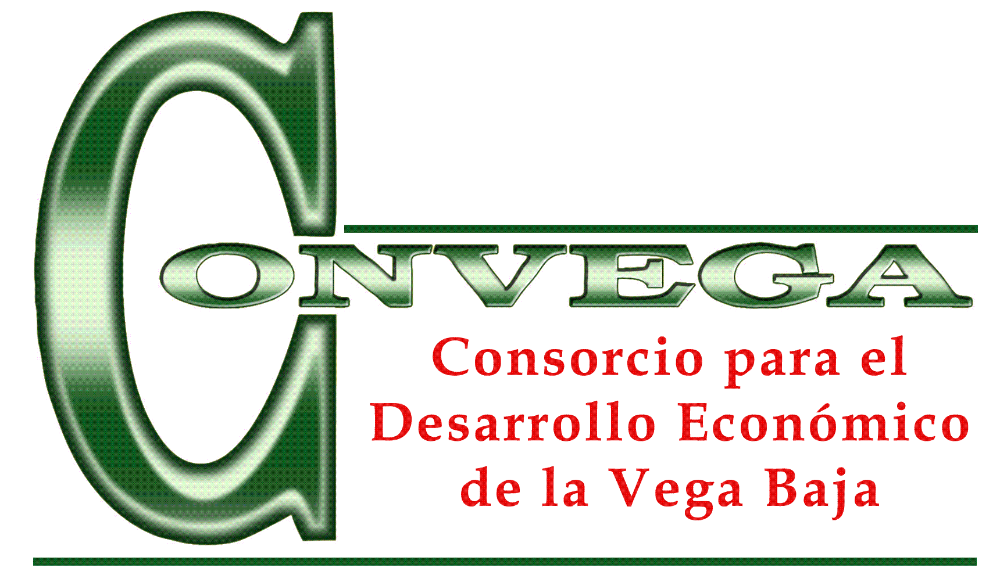 CONVEGA
Consorcio para el
Desarrollo Económico
de la Vega Baja